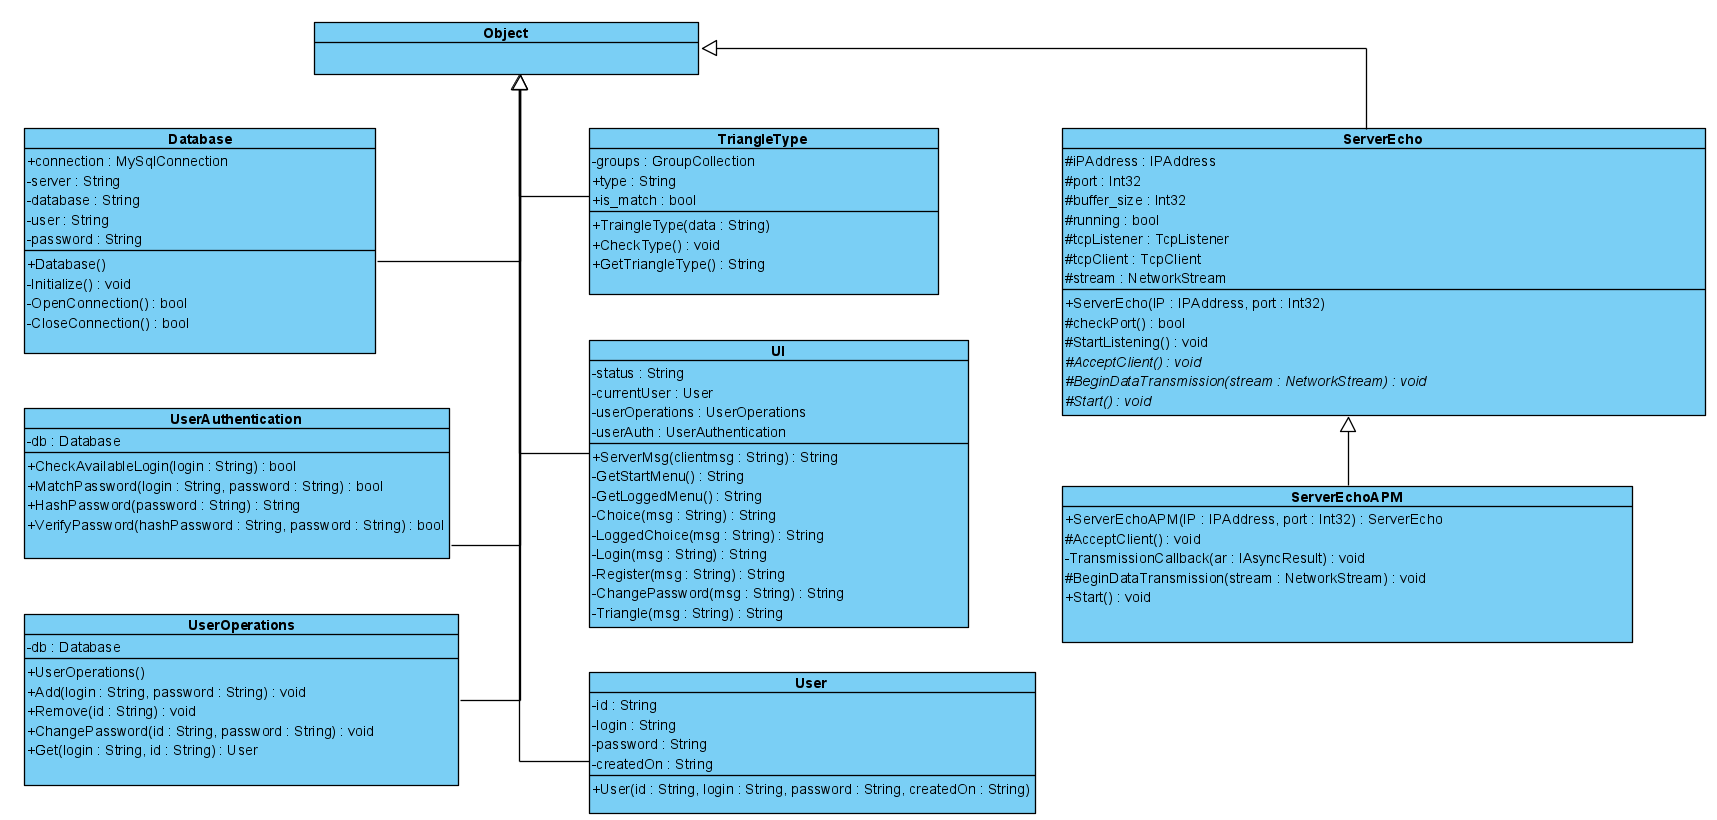 Object
Database
+connection : MySqlConnection
-server : String
-database : String
-user : String
-password : String
+Database()
-Initialize() : void
-OpenConnection() : bool
-CloseConnection() : bool
TriangleType
-groups : GroupCollection
+type : String
+is_match : bool
+TraingleType(data : String)
+CheckType() : void
+GetTriangleType() : String
ServerEcho
#iPAddress : IPAddress
#port : Int32
#buffer_size : Int32
#running : bool
#tcpListener : TcpListener
#tcpClient : TcpClient
#stream : NetworkStream
+ServerEcho(IP : IPAddress, port : Int32)
#checkPort() : bool
#StartListening() : void
#AcceptClient() : void
#BeginDataTransmission(stream : NetworkStream) : void
#Start() : void
UserAuthentication
-db : Database
+CheckAvailableLogin(login : String) : bool
+MatchPassword(login : String, password : String) : bool
+HashPassword(password : String) : String
+VerifyPassword(hashPassword : String, password : String) : bool
UI
-status : String
-currentUser : User
-userOperations : UserOperations
-userAuth : UserAuthentication
+ServerMsg(clientmsg : String) : String
-GetStartMenu() : String
-GetLoggedMenu() : String
-Choice(msg : String) : String
-LoggedChoice(msg : String) : String
-Login(msg : String) : String
-Register(msg : String) : String
-ChangePassword(msg : String) : String
-Triangle(msg : String) : String
ServerEchoAPM
+ServerEchoAPM(IP : IPAddress, port : Int32) : ServerEcho
#AcceptClient() : void
-TransmissionCallback(ar : IAsyncResult) : void
#BeginDataTransmission(stream : NetworkStream) : void
+Start() : void
UserOperations
-db : Database
+UserOperations()
+Add(login : String, password : String) : void
+Remove(id : String) : void
+ChangePassword(id : String, password : String) : void
+Get(login : String, id : String) : User
User
-id : String
-login : String
-password : String
-createdOn : String
+User(id : String, login : String, password : String, createdOn : String)